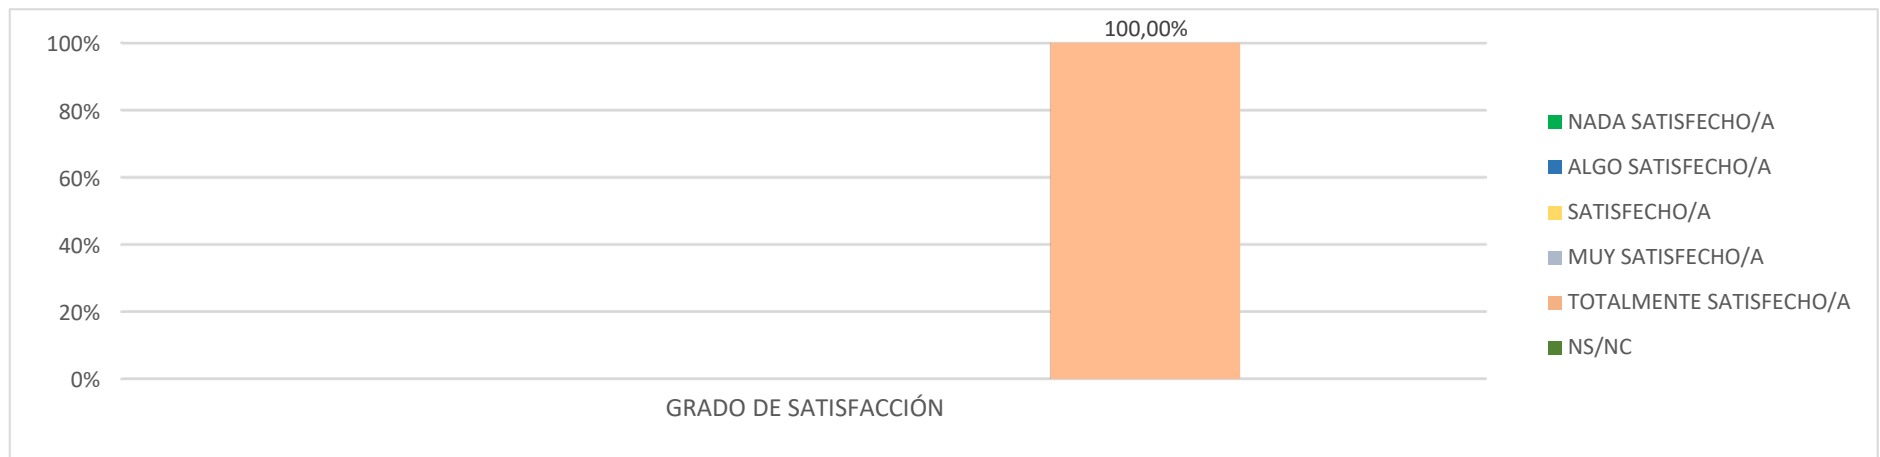 100,00%
100%
80%
60%
40%
20%
0%
GRADO DE SATISFACCIÓN
NADA SATISFECHO/A
ALGO SATISFECHO/A
SATISFECHO/A
MUY SATISFECHO/A
TOTALMENTE SATISFECHO/A
NS/NC